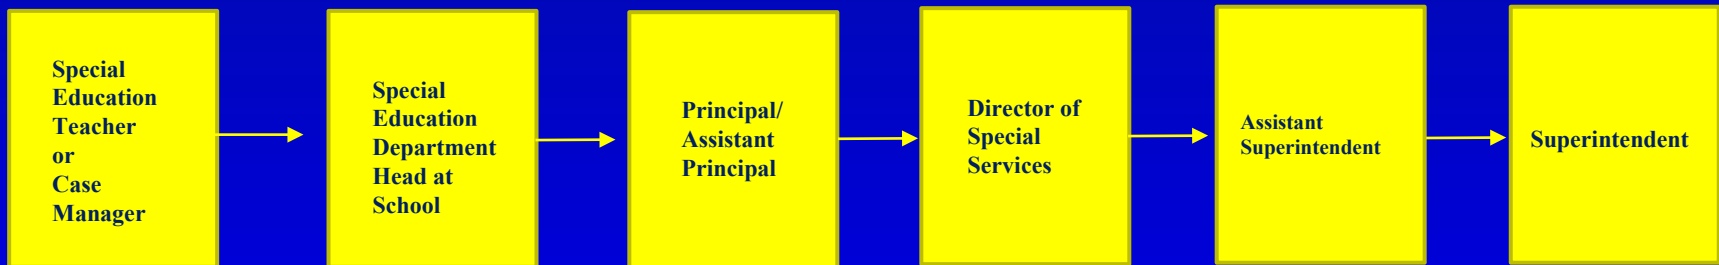 Special
Education
Teacher
or
Case
Manager
Special
Education
Department
Head at
School
Principal/
Assistant
Principal
Director of
Special
Services
Assistant
Superintendent
Superintendent